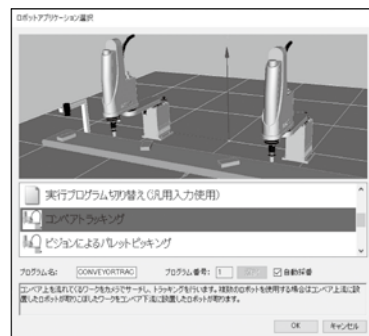 ロボットアプリケーション選択
実行プログラム切り替え(汎用入力使用)
コンベアトラッキング
ビジョンによるパレットピッキング
プログラム名: CONVEYORTRAC プログラム番号: 1 自動採番
コンベア上を流れてくるワークをカメラでサーチし、トラッキングを行います。複数のロボットを使用する場合はコンベア上流に設
置したロボットが取りこぼしたワークをコンベア下流に設置したロボットが取ります。
OK キャンセル